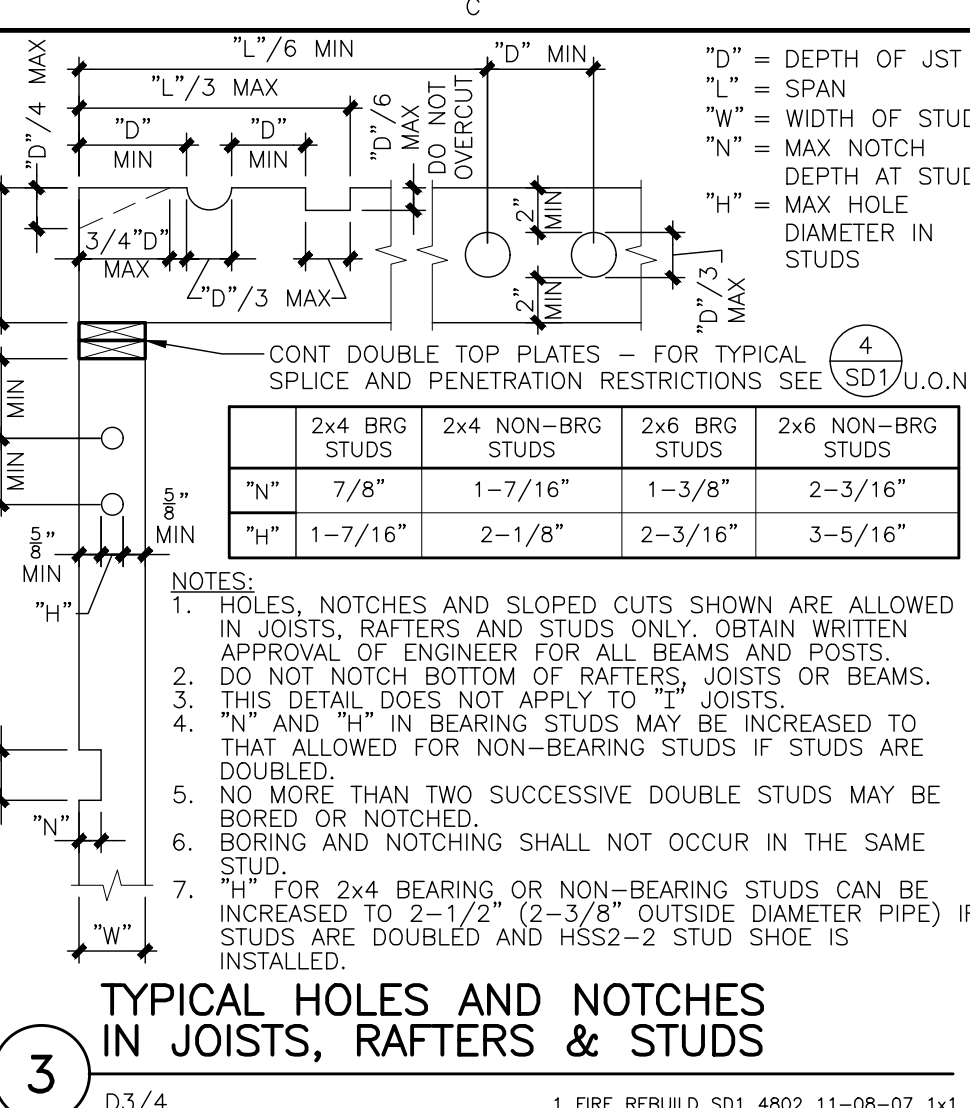 C
"L"/6 MIN
"D" MIN
"D" = DEPTH OF JST
"L" = SPAN
"W" = WIDTH OF STUD
"N" = MAX NOTCH
DEPTH AT STUD
"H" = MAX HOLE
DIAMETER IN
STUDS
"D"/4 MAX
"L"/3 MAX
"D"/6
MAX
DO NOT
OVERCUT
"D"
MIN
"D"
MIN
3/4"D"
MAX
"D"/3 MAX
2"
MIN
2"
MIN
"D"/3
MAX
CONT DOUBLE TOP PLATES – FOR TYPICAL
SPLICE AND PENETRATION RESTRICTIONS SEE
4
SD1
U.O.N
MIN
MIN
5/8" MIN
5/8" MIN
"H"
"N"
"W"
2x4 BRG STUDS 2x4 NON–BRG STUDS 2x6 BRG STUDS 2x6 NON–BRG STUDS
"N" 7/8" 1–7/16" 1–3/8" 2–3/16"
"H" 1–7/16" 2–1/8" 2–3/16" 3–5/16"
NOTES:
1. HOLES, NOTCHES AND SLOPED CUTS SHOWN ARE ALLOWED
IN JOISTS, RAFTERS AND STUDS ONLY. OBTAIN WRITTEN
APPROVAL OF ENGINEER FOR ALL BEAMS AND POSTS.
2. DO NOT NOTCH BOTTOM OF RAFTERS, JOISTS OR BEAMS.
3. THIS DETAIL DOES NOT APPLY TO "I" JOISTS.
4. "N" AND "H" IN BEARING STUDS MAY BE INCREASED TO
THAT ALLOWED FOR NON–BEARING STUDS IF STUDS ARE
DOUBLED.
5. NO MORE THAN TWO SUCCESSIVE DOUBLE STUDS MAY BE
BORED OR NOTCHED.
6. BORING AND NOTCHING SHALL NOT OCCUR IN THE SAME
STUD.
7. "H" FOR 2x4 BEARING OR NON–BEARING STUDS CAN BE
INCREASED TO 2–1/2" (2–3/8" OUTSIDE DIAMETER PIPE) IF
STUDS ARE DOUBLED AND HSS2–2 STUD SHOE IS
INSTALLED.
3
TYPICAL HOLES AND NOTCHES
IN JOISTS, RAFTERS & STUDS
D3/4
1 FIRE REBUILD SD1 4802 11–08–07 1x1